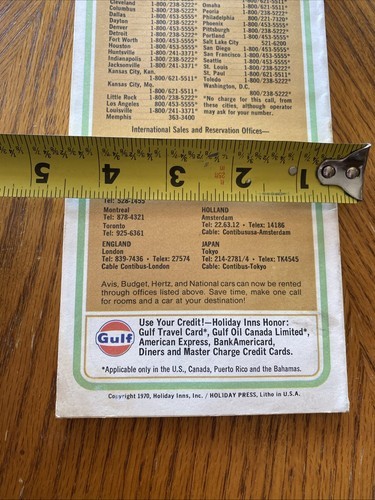 Cleveland 1-800/238-5222*
Columbus 1-800/238-5222*
Dallas 1-800/453-5555*
Dayton 1-800/238-5222*
Denver 1-800/453-5555*
Detroit 1-800/238-5222*
Fort Worth 1-800/453-5555*
Houston 1-800/453-5555*
Huntsville 1-800/241-3371*
Indianapolis 1-800/238-5222*
Jacksonville 1-800/241-3371*
Kansas City, Kan.
1-800/621-5511*
Kansas City, Mo.
1-800/621-5511*
Little Rock 1-800/238-5222*
Los Angeles 800/453-5555*
Louisville 1-800/241-3371*
Memphis 363-3400
Omaha 1-800/621-5511*
Peoria 1-800/621-5511*
Philadelphia 800/221-7320*
Phoenix 1-800/453-5555*
Pittsburgh 1-800/238-5222*
Portland 1-800/453-5555*
Salt Lake City 521-6200
San Diego 1-800/453-5555*
San Francisco 1-800/453-5555*
Seattle 1-800/453-5555*
St. Louis 1-800/238-5222*
St. Paul 1-800/621-5511*
Toledo 1-800/238-5222*
Washington, D.C.
800/238-5222*
*No charge for this call, from
these cities, although operator
may ask for your number.
International Sales and Reservation Offices—
5 4 3 2 1
Tel: 528-1455
Montreal
Tel: 878-4321
Toronto
Tel: 925-6361
ENGLAND
London
Tel: 839-7436 • Telex: 27574
Cable Contibus-London
HOLLAND
Amsterdam
Tel: 22.63.12 • Telex: 14186
Cable: Contibususa-Amsterdam
JAPAN
Tokyo
Tel: 214-2781/4 • Telex: TK4545
Cable: Contibus-Tokyo
Avis, Budget, Hertz, and National cars can now be rented
through offices listed above. Save time, make one call
for rooms and a car at your destination!
Gulf
Use Your Credit!—Holiday Inns Honor:
Gulf Travel Card*, Gulf Oil Canada Limited*,
American Express, BankAmericard,
Diners and Master Charge Credit Cards.
*Applicable only in the U.S., Canada, Puerto Rico and the Bahamas.
Copyright 1970, Holiday Inns, Inc. / HOLIDAY PRESS, Litho in U.S.A.